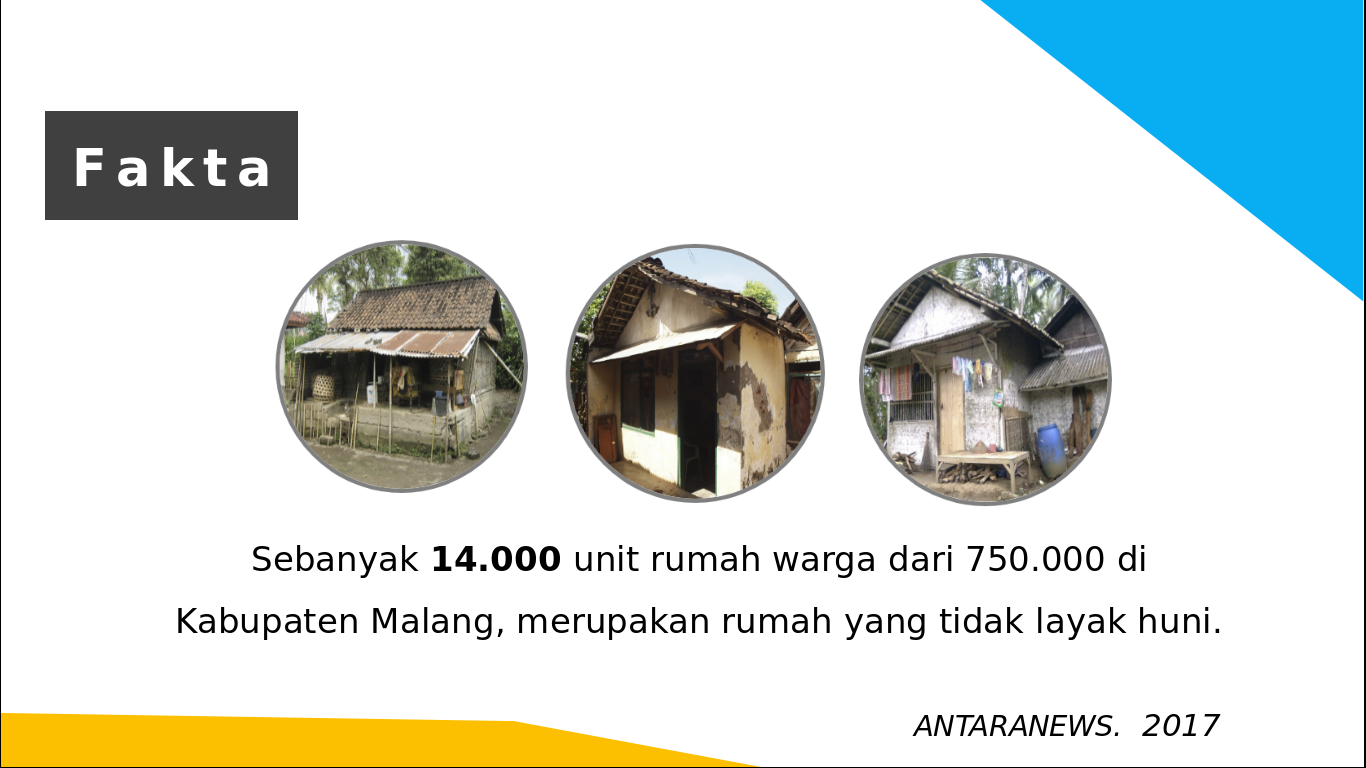 Fakta
Sebanyak 14.000 unit rumah warga dari 750.000 di
Kabupaten Malang, merupakan rumah yang tidak layak huni.
ANTARANEWS. 2017